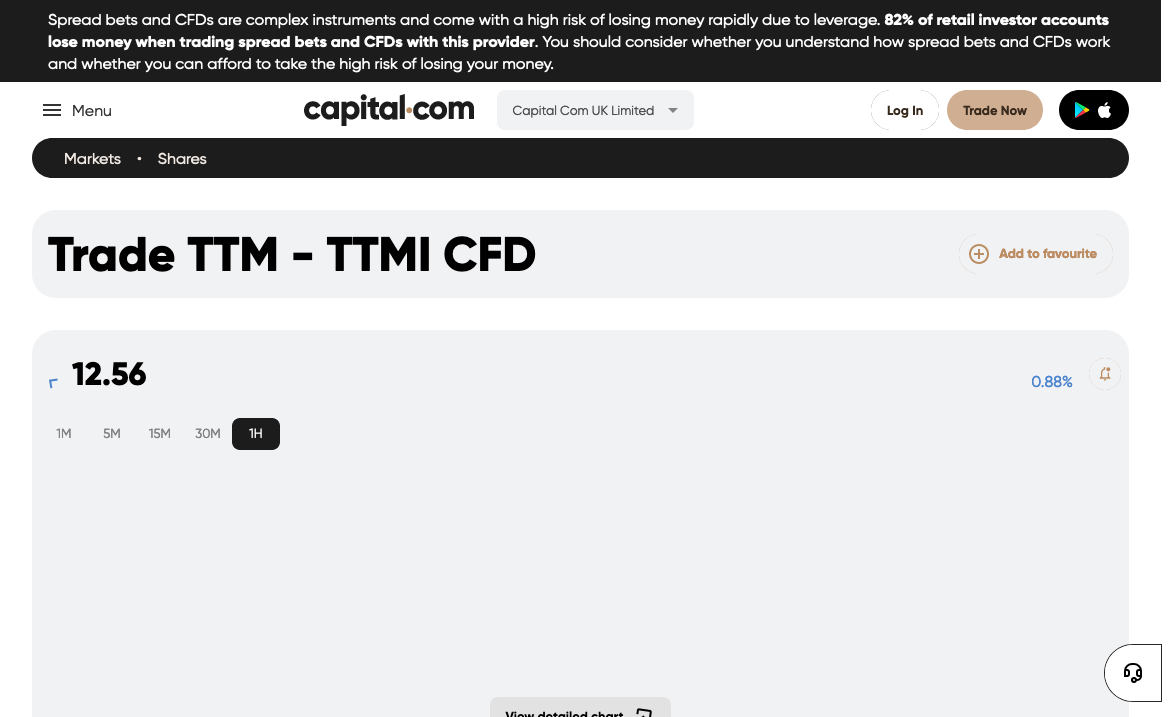 Spread bets and CFDs are complex instruments and come with a high risk of losing money rapidly due to leverage. 82% of retail investor accounts
lose money when trading spread bets and CFDs with this provider. You should consider whether you understand how spread bets and CFDs work
and whether you can afford to take the high risk of losing your money.
Menu
capital.com
Capital Com UK Limited
Log In
Trade Now
Markets • Shares
Trade TTM - TTMI CFD
Add to favourite
12.56
0.88%
1M 5M 15M 30M 1H
View detailed chart